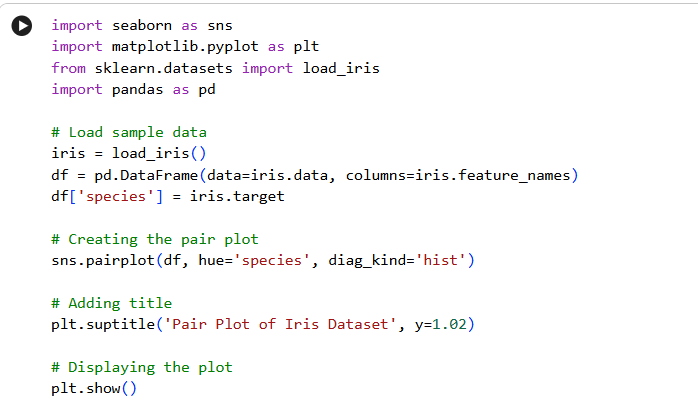 import seaborn as sns
import matplotlib.pyplot as plt
from sklearn.datasets import load_iris
import pandas as pd

# Load sample data
iris = load_iris()
df = pd.DataFrame(data=iris.data, columns=iris.feature_names)
df['species'] = iris.target

# Creating the pair plot
sns.pairplot(df, hue='species', diag_kind='hist')

# Adding title
plt.suptitle('Pair Plot of Iris Dataset', y=1.02)

# Displaying the plot
plt.show()